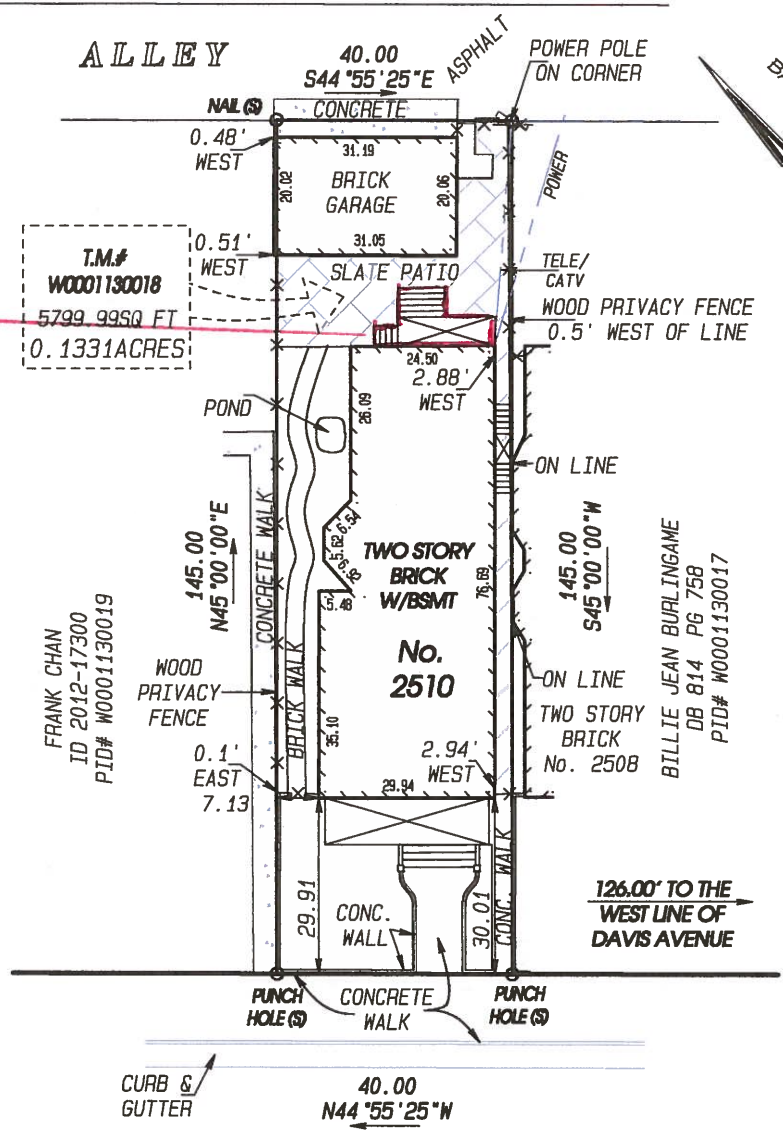 ALLEY
40.00
S44°55'25"E
ASPHALT
POWER POLE
ON CORNER
NAIL (S)
CONCRETE
0.48'
WEST
31.19
20.02
BRICK
GARAGE
20.06
31.05
POWER
0.51'
WEST
SLATE PATIO
TELE/
CATV
T.M.#
W0001130018
5799.99SQ FT
0.1331ACRES
WOOD PRIVACY FENCE
0.5' WEST OF LINE
24.50
2.88'
WEST
26.09
POND
ON LINE
6.54
5.62
6.92
5.48
145.00
N45°00'00"E
CONCRETE WALK
TWO STORY
BRICK
W/BSMT
No.
2510
76.69
145.00
S45°00'00"W
BILLIE JEAN BURLINGAME
DB 814 PG 758
PID# W0001130017
FRANK CHAN
ID 2012-17300
PID# W0001130019
WOOD
PRIVACY
FENCE
BRICK WALK
35.10
ON LINE
TWO STORY
BRICK
No. 2508
0.1'
EAST
7.13
2.94'
WEST
29.94
29.91
CONC.
WALL
30.01
CONC. WALK
126.00' TO THE
WEST LINE OF
DAVIS AVENUE
PUNCH
HOLE (S)
CONCRETE
WALK
PUNCH
HOLE (S)
CURB &
GUTTER
40.00
N44°55'25"W